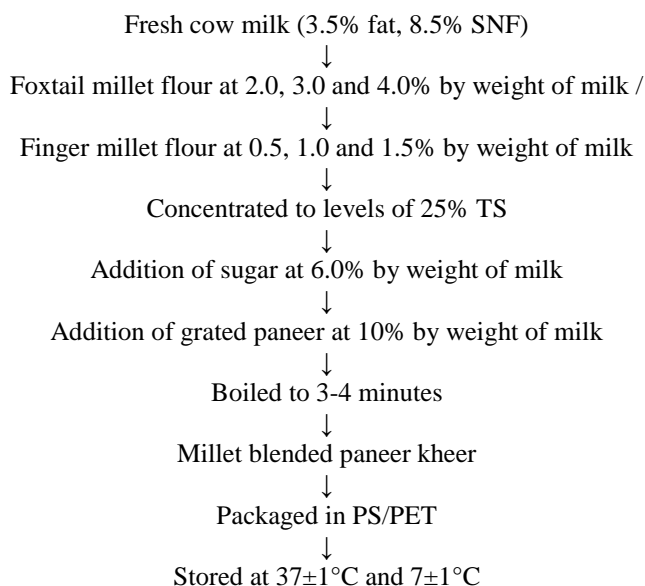 Fresh cow milk (3.5% fat, 8.5% SNF)
↓
Foxtail millet flour at 2.0, 3.0 and 4.0% by weight of milk /
↓
Finger millet flour at 0.5, 1.0 and 1.5% by weight of milk
↓
Concentrated to levels of 25% TS
↓
Addition of sugar at 6.0% by weight of milk
↓
Addition of grated paneer at 10% by weight of milk
↓
Boiled to 3-4 minutes
↓
Millet blended paneer kheer
↓
Packaged in PS/PET
↓
Stored at 37±1°C and 7±1°C